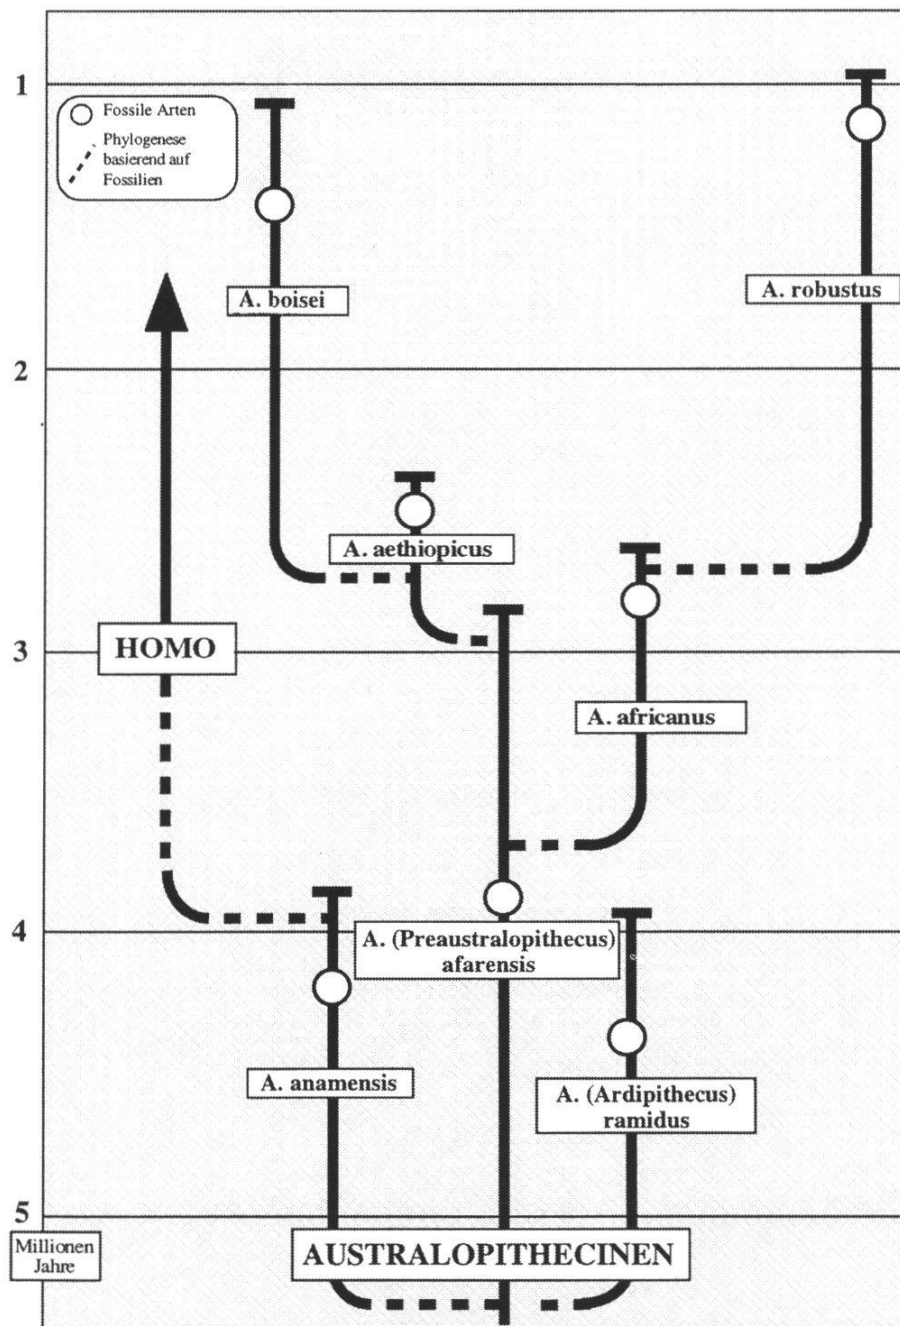 1
Fossile Arten
Phylogenese
basierend auf
Fossilien
A. boisei
A. robustus
2
A. aethiopicus
HOMO
3
A. africanus
4
A. (Preaustralopithecus)
afarensis
A. anamensis
A. (Ardipithecus)
ramidus
5
Millionen
Jahre
AUSTRALOPITHECINEN